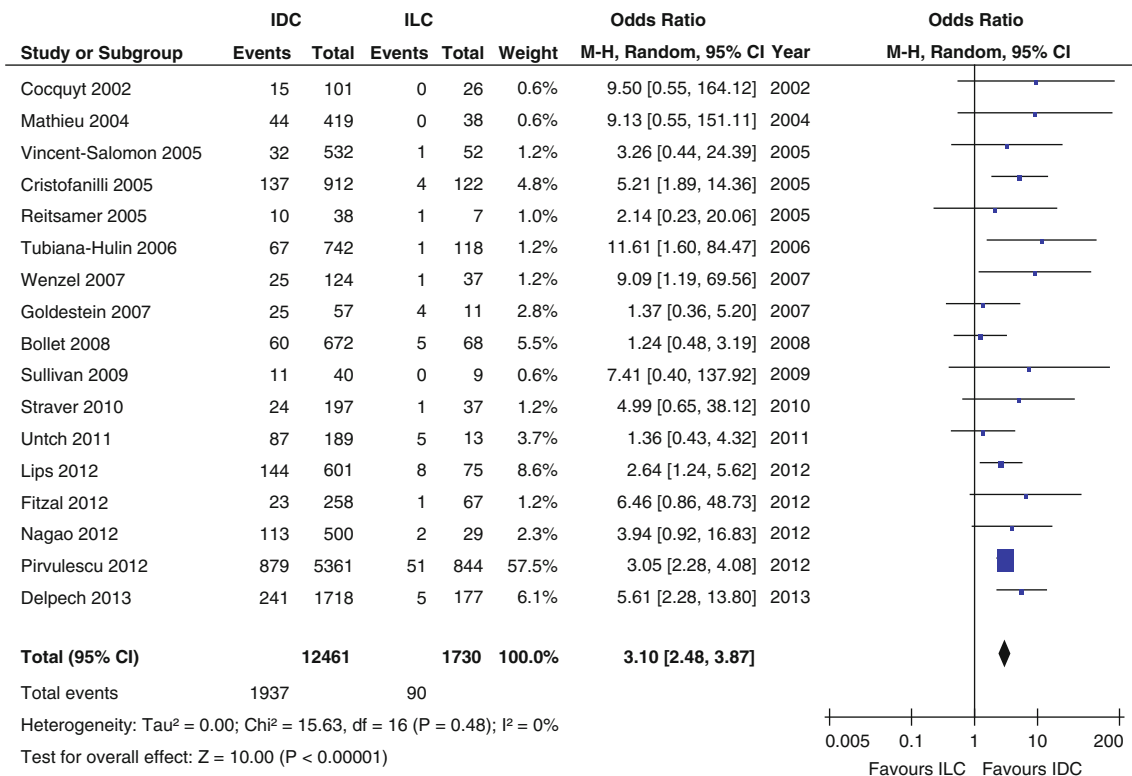 IDC ILC Odds Ratio Odds Ratio
Study or Subgroup Events Total Events Total Weight M-H, Random, 95% CI Year M-H, Random, 95% CI
Cocquyt 2002 15 101 0 26 0.6% 9.50 [0.55, 164.12] 2002
Mathieu 2004 44 419 0 38 0.6% 9.13 [0.55, 151.11] 2004
Vincent-Salomon 2005 32 532 1 52 1.2% 3.26 [0.44, 24.39] 2005
Cristofanilli 2005 137 912 4 122 4.8% 5.21 [1.89, 14.36] 2005
Reitsamer 2005 10 38 1 7 1.0% 2.14 [0.23, 20.06] 2005
Tubiana-Hulin 2006 67 742 1 118 1.2% 11.61 [1.60, 84.47] 2006
Wenzel 2007 25 124 1 37 1.2% 9.09 [1.19, 69.56] 2007
Goldestein 2007 25 57 4 11 2.8% 1.37 [0.36, 5.20] 2007
Bollet 2008 60 672 5 68 5.5% 1.24 [0.48, 3.19] 2008
Sullivan 2009 11 40 0 9 0.6% 7.41 [0.40, 137.92] 2009
Straver 2010 24 197 1 37 1.2% 4.99 [0.65, 38.12] 2010
Untch 2011 87 189 5 13 3.7% 1.36 [0.43, 4.32] 2011
Lips 2012 144 601 8 75 8.6% 2.64 [1.24, 5.62] 2012
Fitzal 2012 23 258 1 67 1.2% 6.46 [0.86, 48.73] 2012
Nagao 2012 113 500 2 29 2.3% 3.94 [0.92, 16.83] 2012
Pirvulescu 2012 879 5361 51 844 57.5% 3.05 [2.28, 4.08] 2012
Delpech 2013 241 1718 5 177 6.1% 5.61 [2.28, 13.80] 2013
Total (95% CI) 12461 1730 100.0% 3.10 [2.48, 3.87]
Total events 1937 90
Heterogeneity: Tau² = 0.00; Chi² = 15.63, df = 16 (P = 0.48); I² = 0%
Test for overall effect: Z = 10.00 (P < 0.00001)
0.005 0.1 1 10 200
Favours ILC Favours IDC